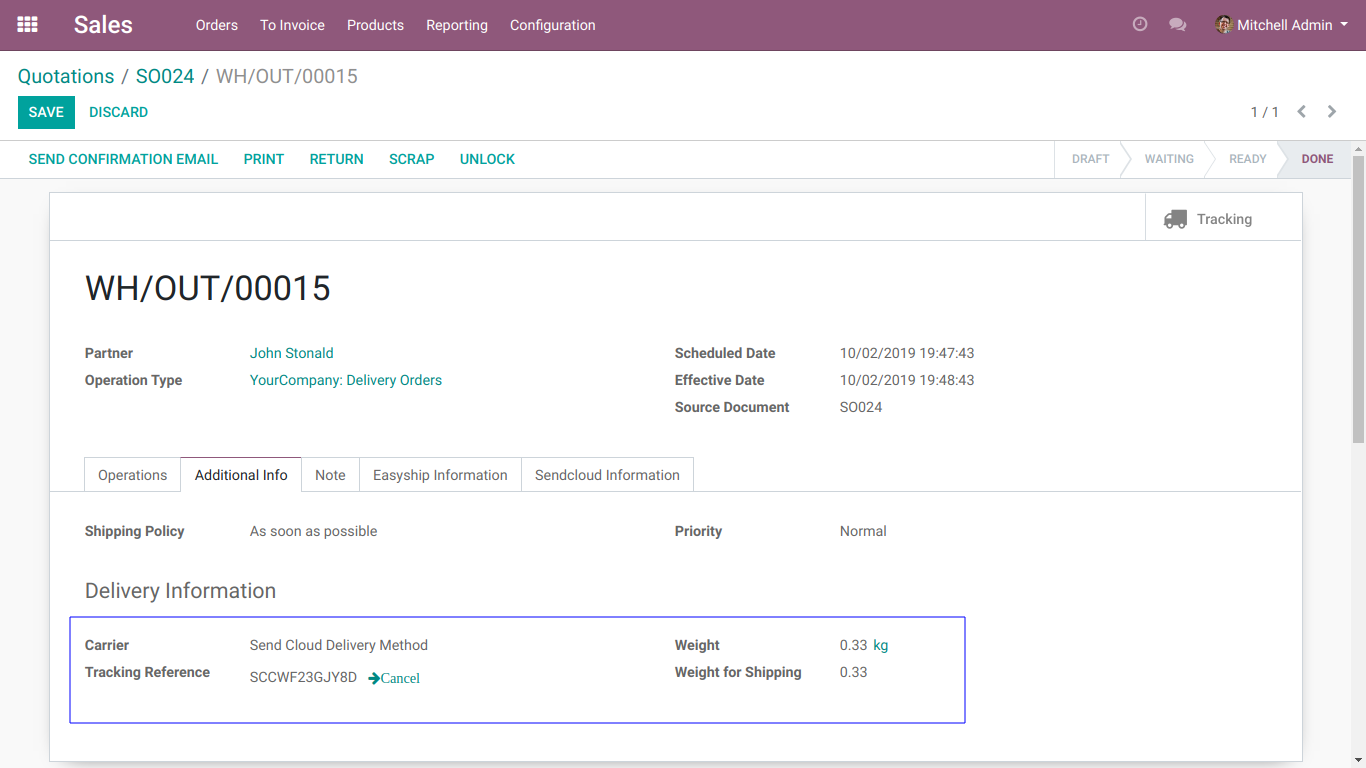 Sales Orders To Invoice Products Reporting Configuration Mitchell Admin
Quotations / SO024 / WH/OUT/00015
SAVE DISCARD 1 / 1
SEND CONFIRMATION EMAIL PRINT RETURN SCRAP UNLOCK DRAFT WAITING READY DONE
Tracking
WH/OUT/00015
Partner John Stonald Scheduled Date 10/02/2019 19:47:43
Operation Type YourCompany: Delivery Orders Effective Date 10/02/2019 19:48:43
Source Document SO024
Operations Additional Info Note Easyship Information Sendcloud Information
Shipping Policy As soon as possible Priority Normal
Delivery Information
Carrier Send Cloud Delivery Method Weight 0.33 kg
Tracking Reference SCCWF23GJY8D Cancel Weight for Shipping 0.33